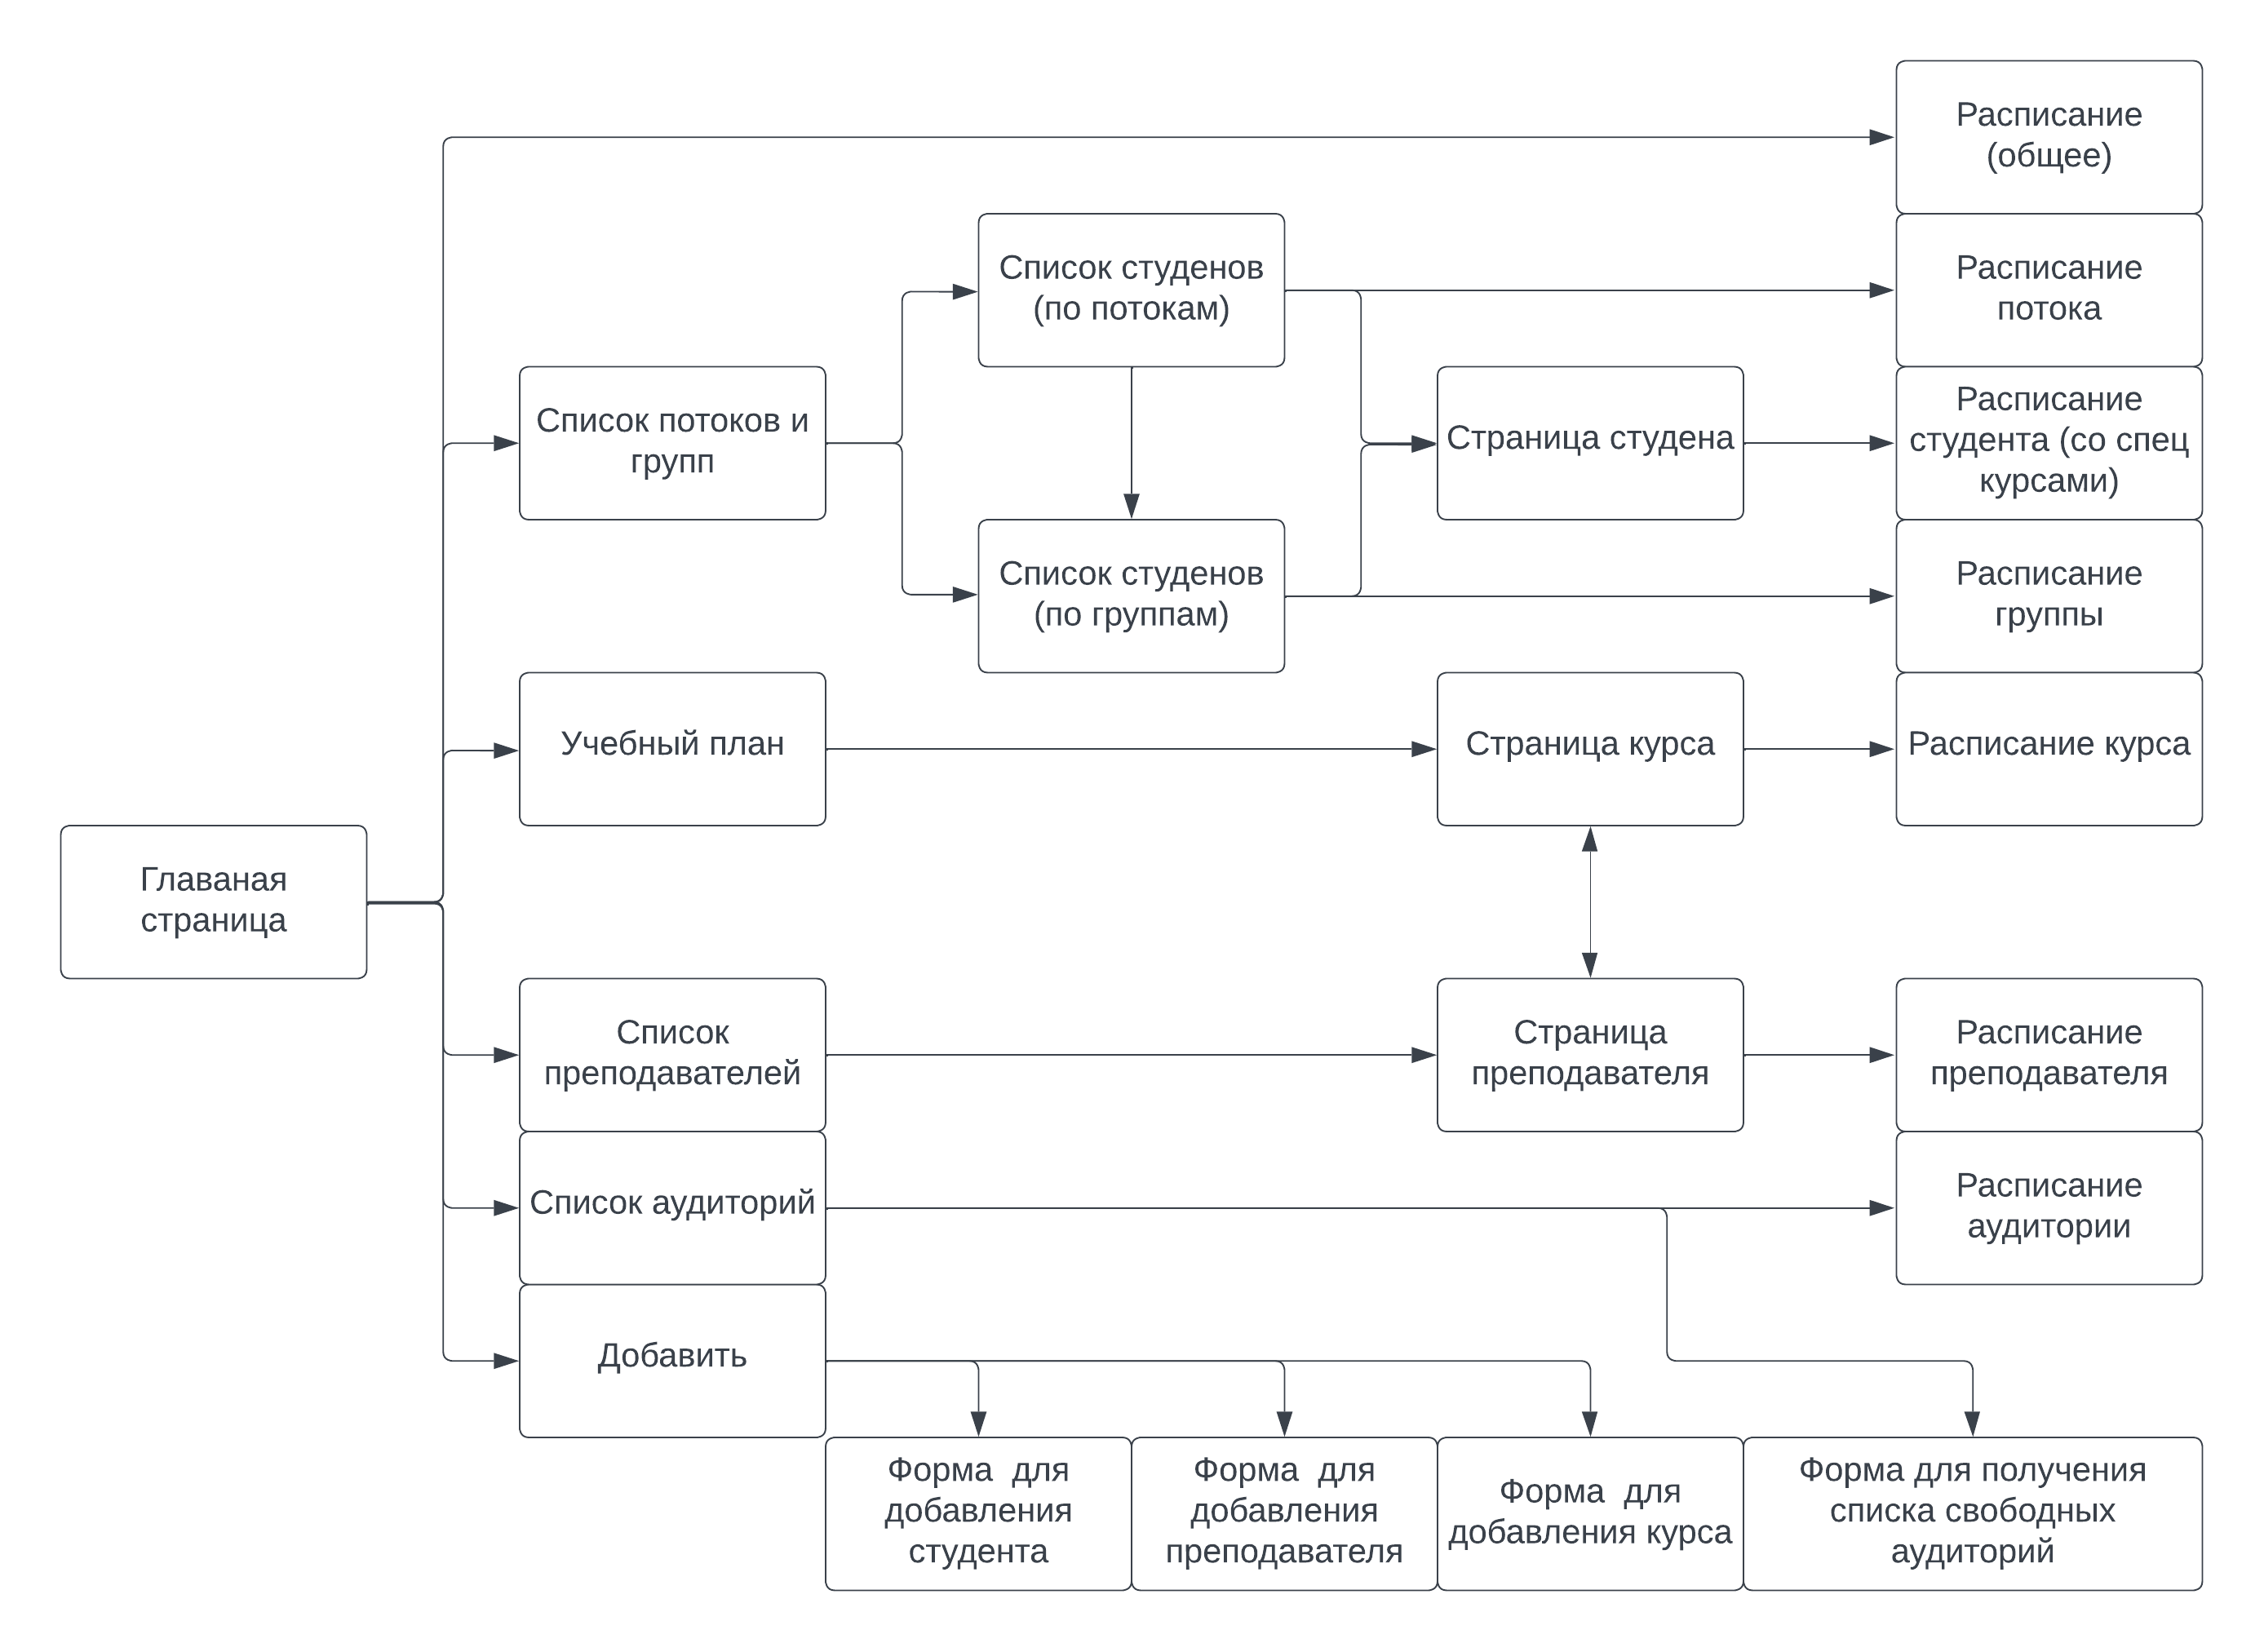 Расписание
(общее)
Список студенов
(по потокам)
Расписание
потока
Список потоков и
групп
Страница студена
Расписание
студента (со спец
курсами)
Список студенов
(по группам)
Расписание
группы
Учебный план
Страница курса
Расписание курса
Главаная
страница
Список
преподавателей
Страница
преподавателя
Расписание
преподавателя
Список аудиторий
Расписание
аудитории
Добавить
Форма  для
добавления
студента
Форма  для
добавления
преподавателя
Форма  для
добавления курса
Форма для получения
списка свободных
аудиторий